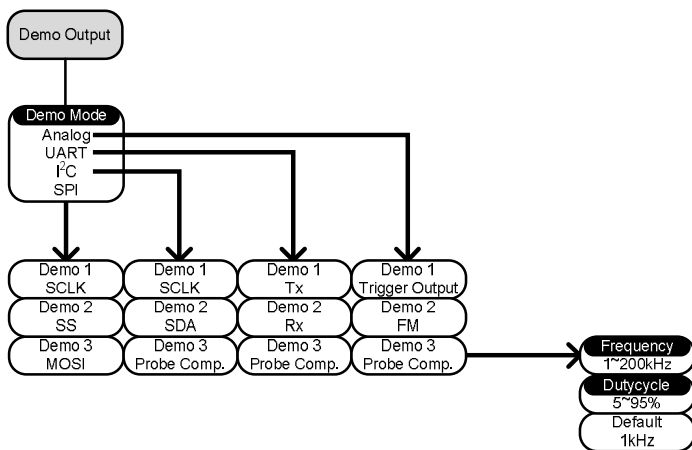 Demo Output
Demo Mode
Analog
UART
I²C
SPI
Demo 1
SCLK
Demo 2
SS
Demo 3
MOSI
Demo 1
SCLK
Demo 2
SDA
Demo 3
Probe Comp.
Demo 1
Tx
Demo 2
Rx
Demo 3
Probe Comp.
Demo 1
Trigger Output
Demo 2
FM
Demo 3
Probe Comp.
Frequency
1~200kHz
Dutycycle
5~95%
Default
1kHz